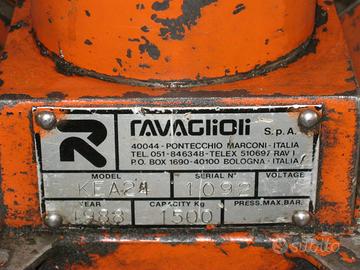 RAVAGLIOLI S.p.A.
40044 - PONTECCHIO MARCONI - ITALIA
TEL. 051-846348 - TELEX 510697 RAV I
P.O. BOX 1690-40100 BOLOGNA - ITALIA
MODEL SERIAL N° VOLTAGE
KEA24 1092
YEAR CAPACITY Kg PRESS. MAX. BAR.
1988 1500
subito